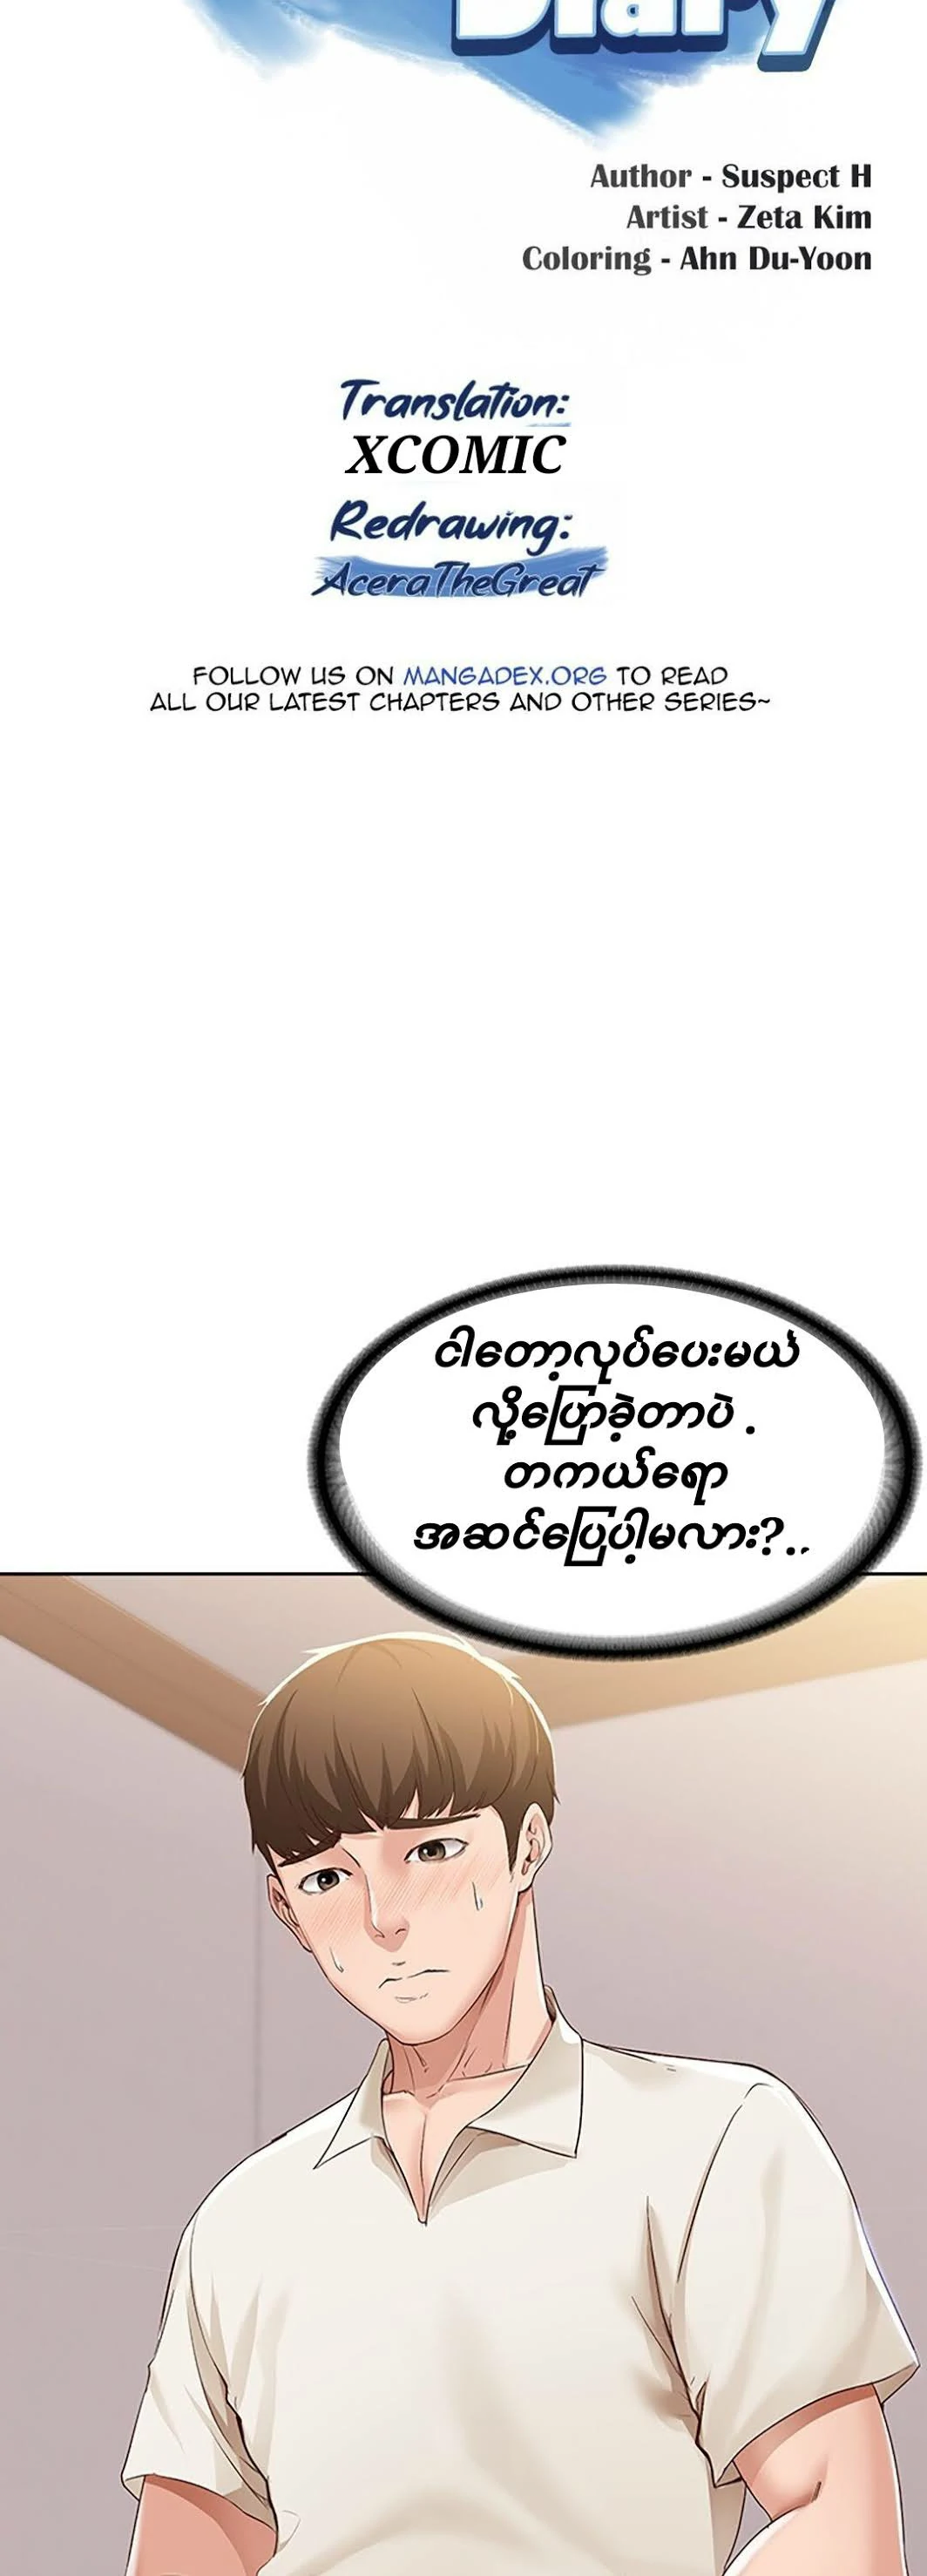 Diary
Author - Suspect H
Artist - Zeta Kim
Coloring - Ahn Du-Yoon
Translation:
XCOMIC
Redrawing:
AceraTheGreat
FOLLOW US ON MANGADEX.ORG TO READ
ALL OUR LATEST CHAPTERS AND OTHER SERIES~
ငါတော့လုပ်ပေးမယ်
လို့ပြောခဲ့တာပဲ .
တကယ်ရော
အဆင်ပြေပါ့မလား?..